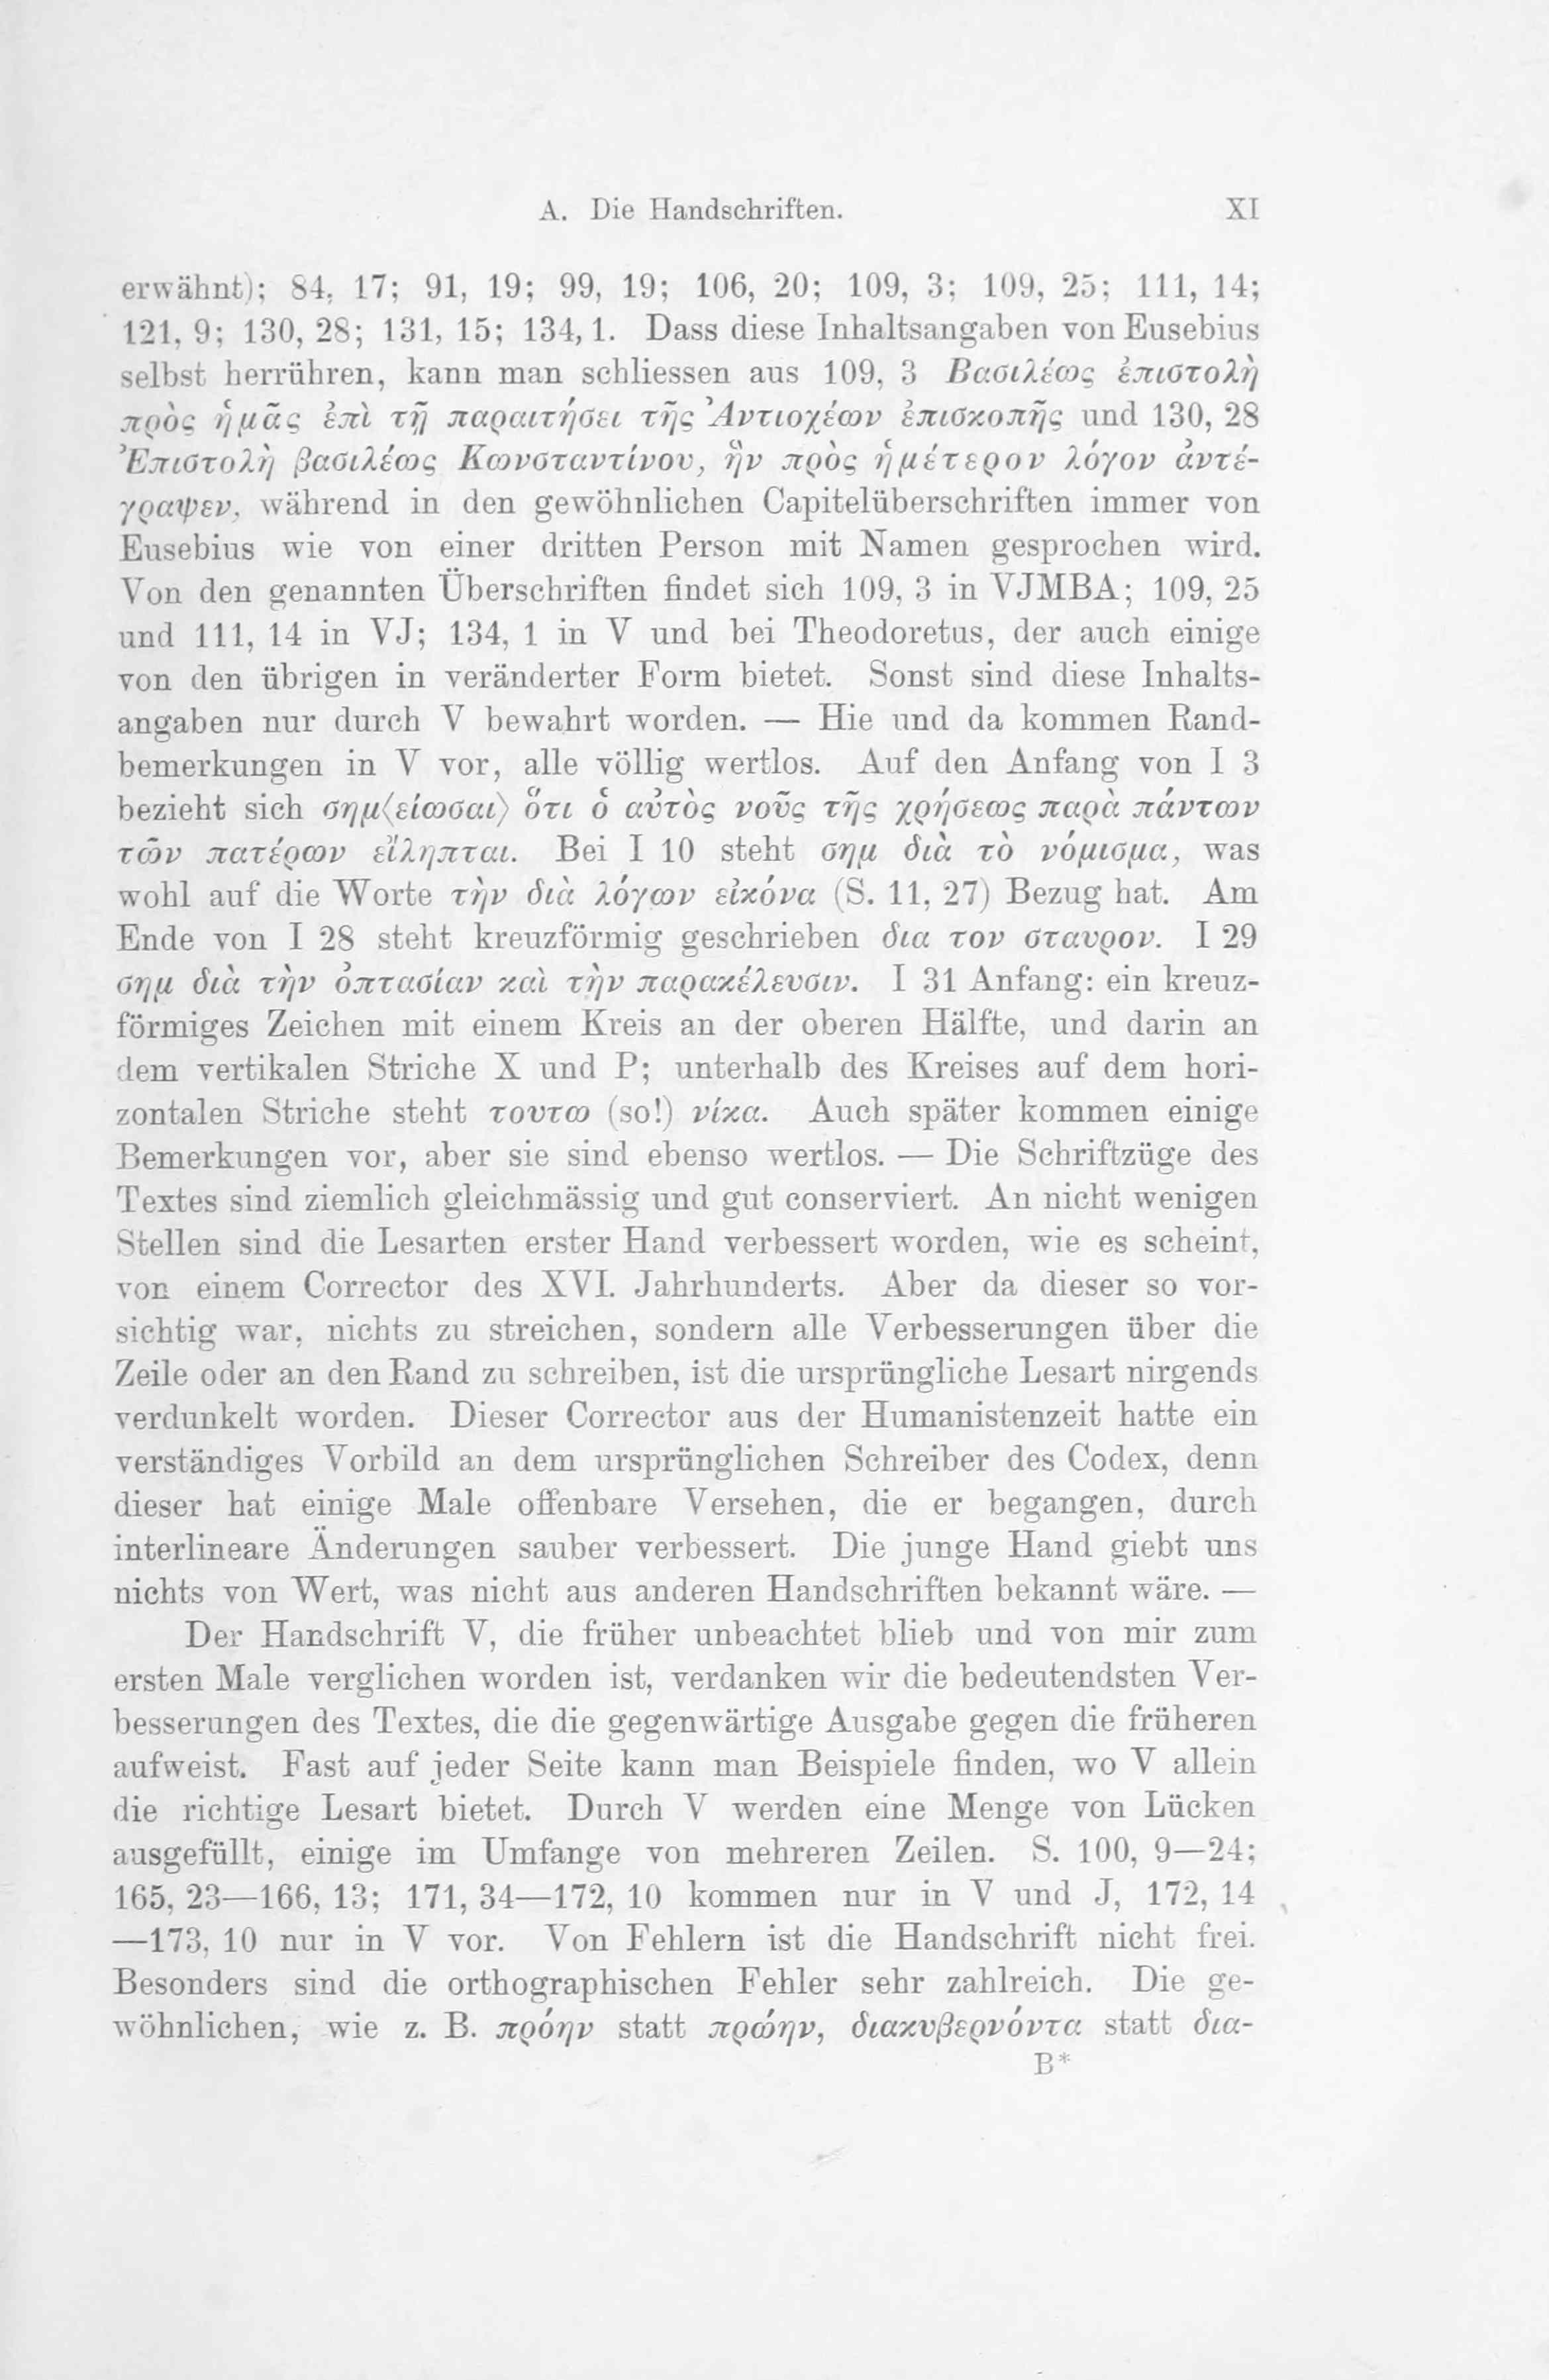 A. Die Handschriften. XI
erwähnt); 84, 17; 91, 19; 99, 19; 106, 20; 109, 3; 109, 25; 111, 14;
121, 9; 130, 28; 131, 15; 134, 1. Dass diese Inhaltsangaben von Eusebius
selbst herrühren, kann man schliessen aus 109, 3 Βασιλέως ἐπιστολὴ
πρὸς ἡμᾶς ἐπὶ τῇ παραιτήσει τῆς Ἀντιοχέων ἐπισκοπῆς und 130, 28
Ἐπιστολὴ βασιλέως Κωνσταντίνου, ἣν πρὸς ἡμέτερον λόγον ἀντέ-
γραψεν, während in den gewöhnlichen Capitelüberschriften immer von
Eusebius wie von einer dritten Person mit Namen gesprochen wird.
Von den genannten Überschriften findet sich 109, 3 in VJMBA; 109, 25
und 111, 14 in VJ; 134, 1 in V und bei Theodoretus, der auch einige
von den übrigen in veränderter Form bietet. Sonst sind diese Inhalts-
angaben nur durch V bewahrt worden. — Hie und da kommen Rand-
bemerkungen in V vor, alle völlig wertlos. Auf den Anfang von I 3
bezieht sich σημ⟨είωσαι⟩ ὅτι ὁ αὐτὸς νοῦς τῆς χρήσεως παρὰ πάντων
τῶν πατέρων εἴληπται. Bei I 10 steht σημ διὰ τὸ νόμισμα, was
wohl auf die Worte τὴν διὰ λόγων εἰκόνα (S. 11, 27) Bezug hat. Am
Ende von I 28 steht kreuzförmig geschrieben δια τον σταυρον. I 29
σημ διὰ τὴν ὀπτασίαν καὶ τὴν παρακέλευσιν. I 31 Anfang: ein kreuz-
förmiges Zeichen mit einem Kreis an der oberen Hälfte, und darin an
dem vertikalen Striche X und P; unterhalb des Kreises auf dem hori-
zontalen Striche steht τουτω (so!) νίκα. Auch später kommen einige
Bemerkungen vor, aber sie sind ebenso wertlos. — Die Schriftzüge des
Textes sind ziemlich gleichmässig und gut conserviert. An nicht wenigen
Stellen sind die Lesarten erster Hand verbessert worden, wie es scheint,
von einem Corrector des XVI. Jahrhunderts. Aber da dieser so vor-
sichtig war, nichts zu streichen, sondern alle Verbesserungen über die
Zeile oder an den Rand zu schreiben, ist die ursprüngliche Lesart nirgends
verdunkelt worden. Dieser Corrector aus der Humanistenzeit hatte ein
verständiges Vorbild an dem ursprünglichen Schreiber des Codex, denn
dieser hat einige Male offenbare Versehen, die er begangen, durch
interlineare Änderungen sauber verbessert. Die junge Hand giebt uns
nichts von Wert, was nicht aus anderen Handschriften bekannt wäre. —
Der Handschrift V, die früher unbeachtet blieb und von mir zum
ersten Male verglichen worden ist, verdanken wir die bedeutendsten Ver-
besserungen des Textes, die die gegenwärtige Ausgabe gegen die früheren
aufweist. Fast auf jeder Seite kann man Beispiele finden, wo V allein
die richtige Lesart bietet. Durch V werden eine Menge von Lücken
ausgefüllt, einige im Umfange von mehreren Zeilen. S. 100, 9—24;
165, 23—166, 13; 171, 34—172, 10 kommen nur in V und J, 172, 14
—173, 10 nur in V vor. Von Fehlern ist die Handschrift nicht frei.
Besonders sind die orthographischen Fehler sehr zahlreich. Die ge-
wöhnlichen, wie z. B. πρόην statt πρώην, διακυβερνόντα statt δια-
B*